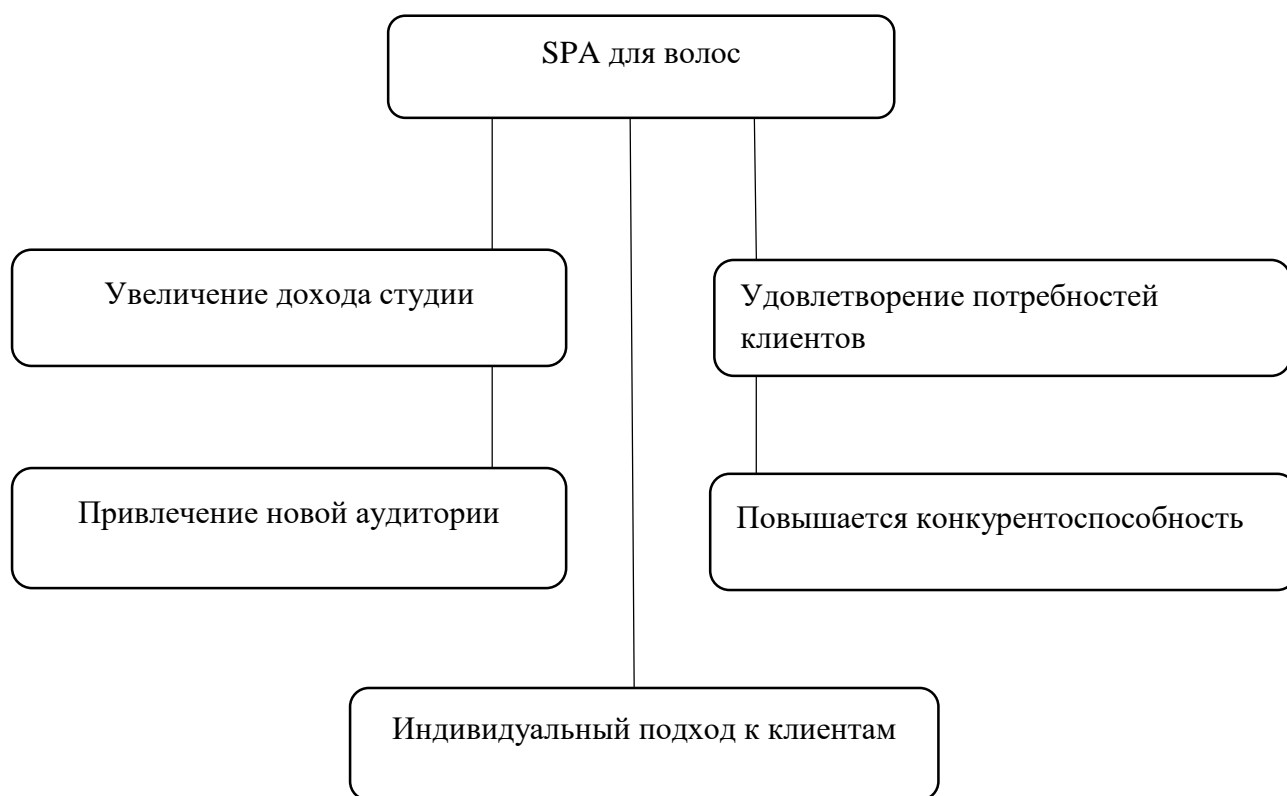 SPA для волос
Увеличение дохода студии
Удовлетворение потребностей
клиентов
Привлечение новой аудитории
Повышается конкурентоспособность
Индивидуальный подход к клиентам